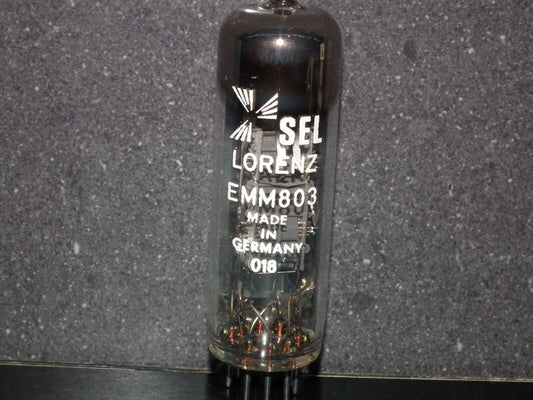 SEL
LORENZ
EMM803
MADE
IN
GERMANY
018